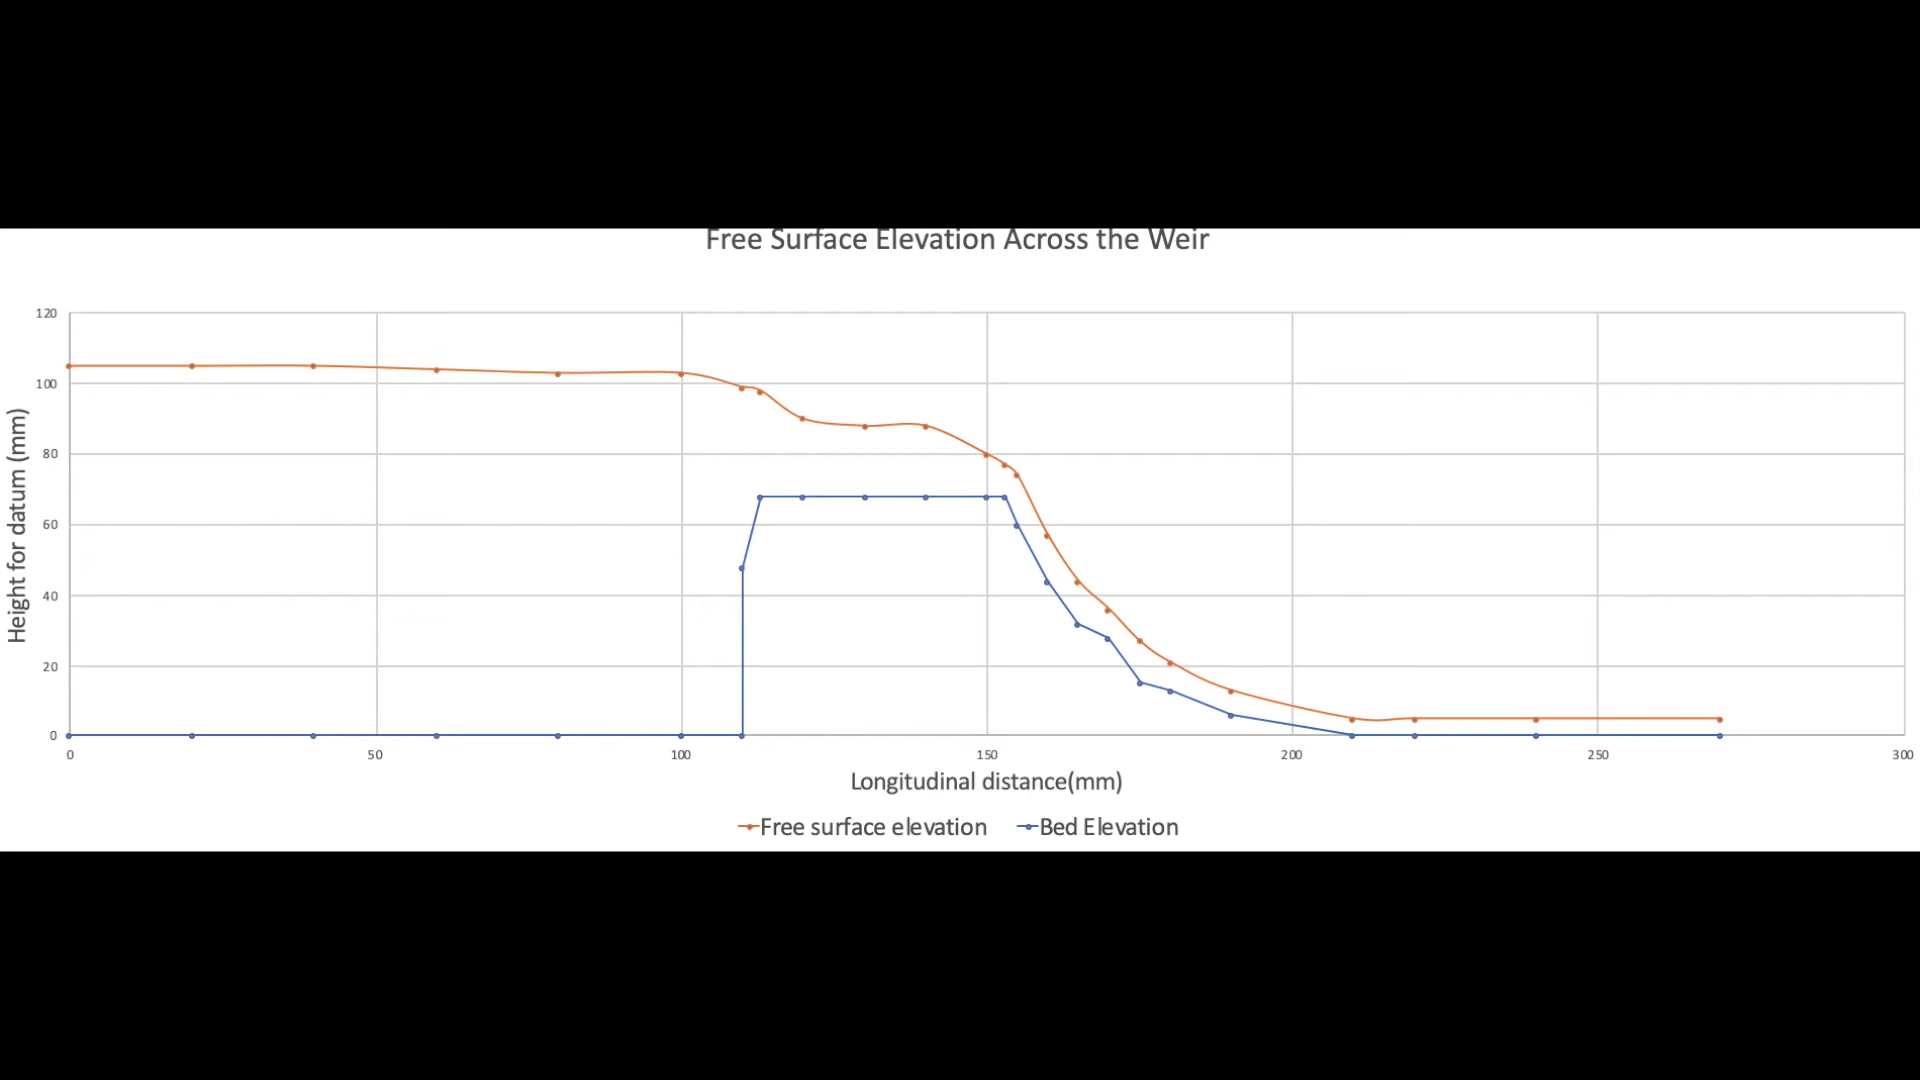 Free Surface Elevation Across the Weir
120
100
80
60
40
20
0
Height for datum (mm)
0 50 100 150 200 250 300
Longitudinal distance(mm)
Free surface elevation Bed Elevation